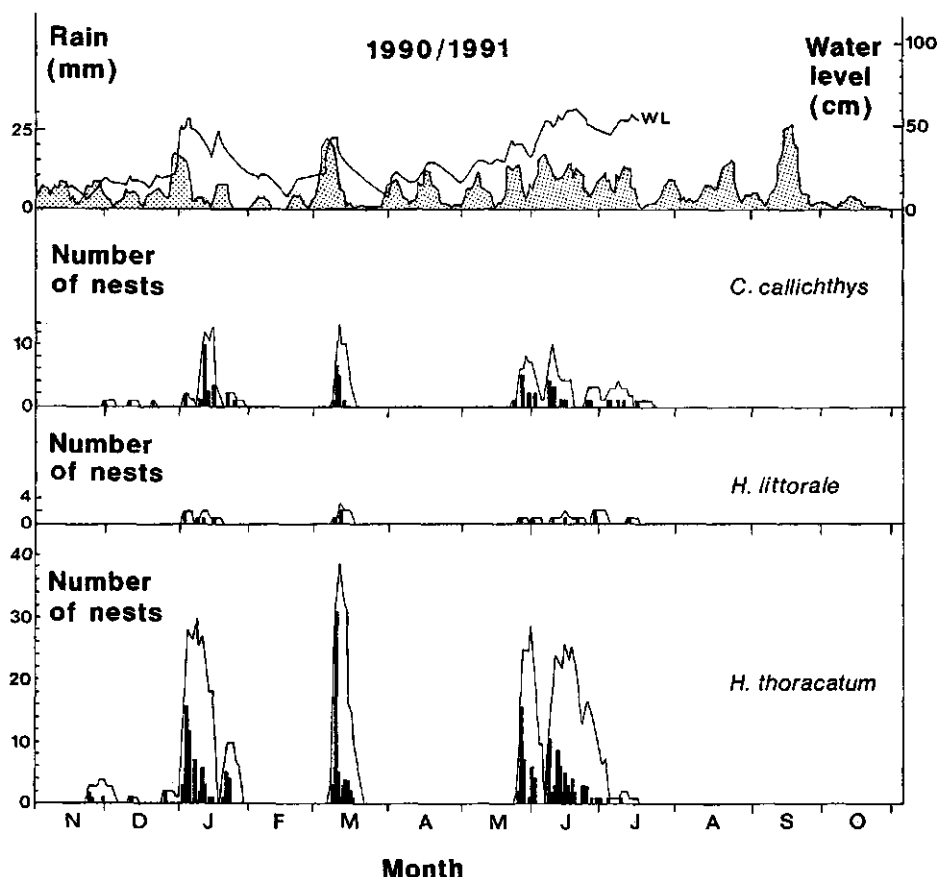 Rain
(mm)
1990/1991
Water
level
(cm)
100
50
0
25
0
WL
Number
of nests
C. callichthys
10
0
Number
of nests
H. littorale
4
0
40
Number
of nests
30
20
10
0
H. thoracatum
N D J F M A M J J A S O
Month